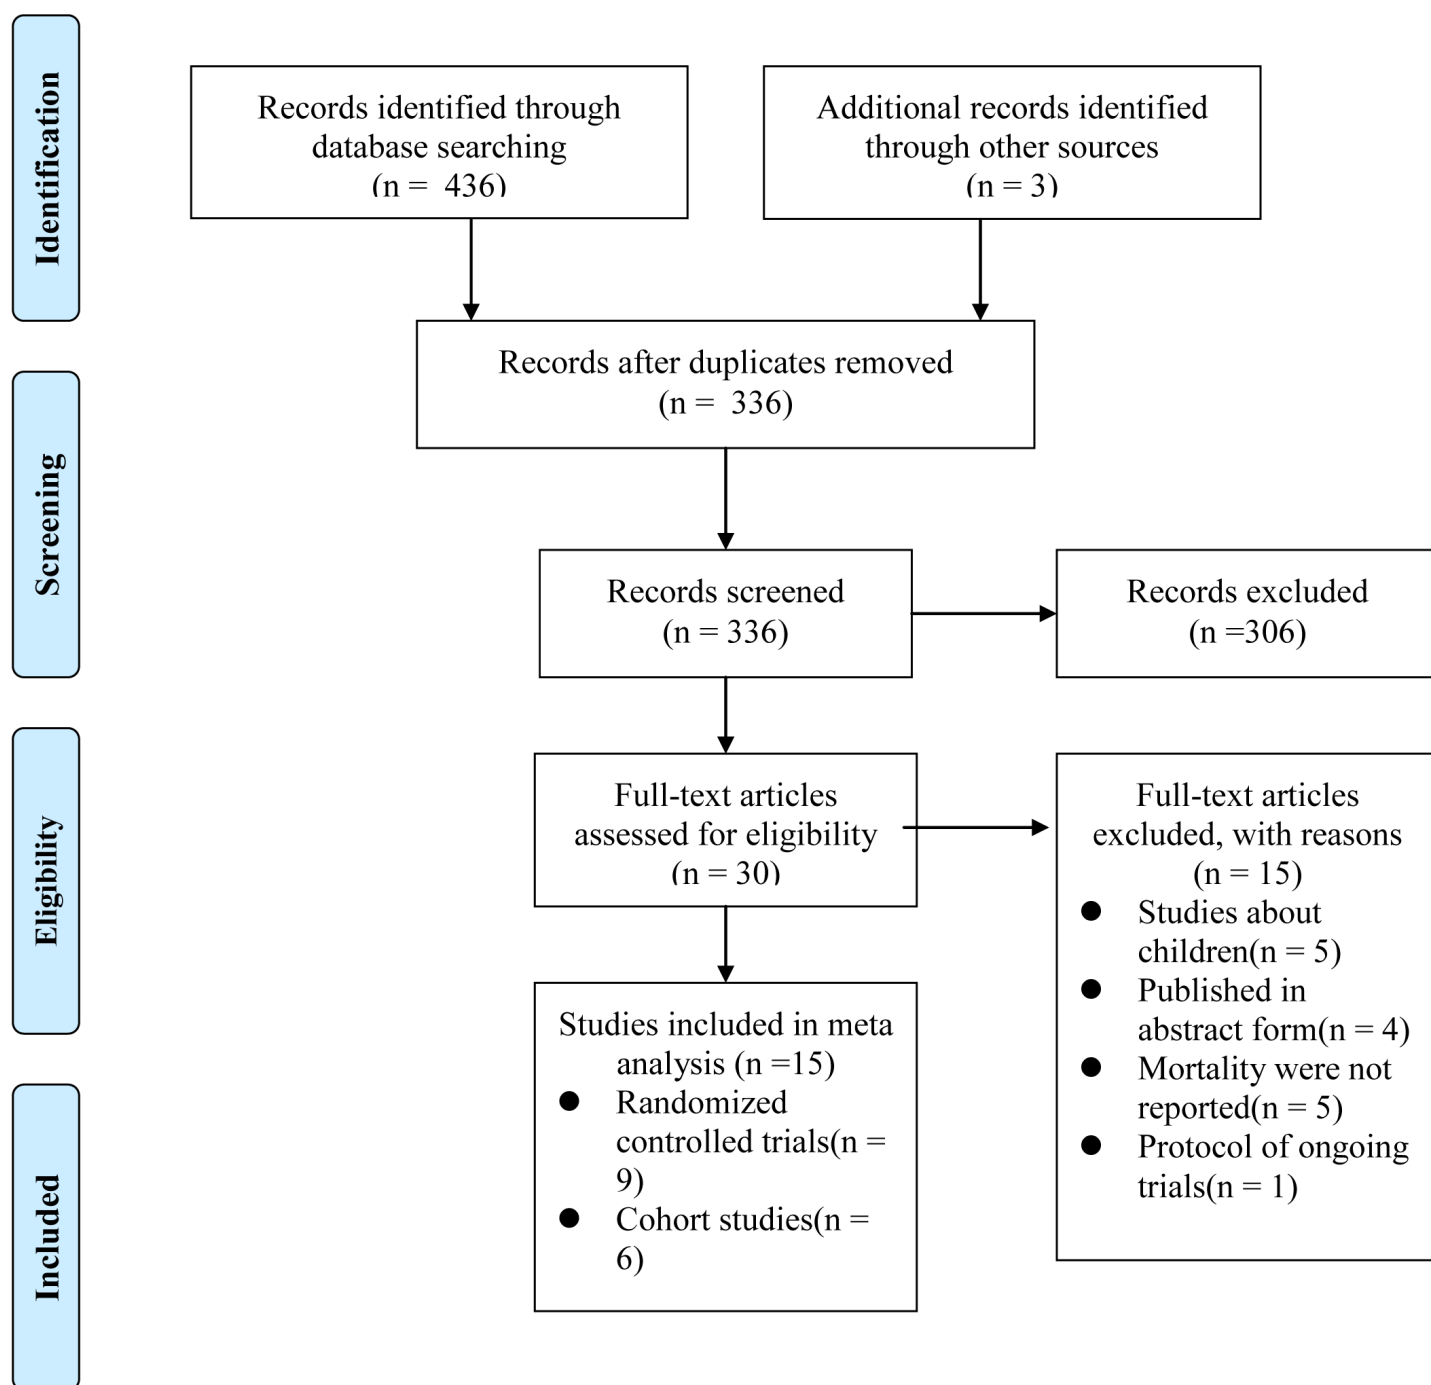 Identification
Records identified through
database searching
(n =  436)
Additional records identified
through other sources
(n = 3)
Records after duplicates removed
(n =  336)
Screening
Records screened
(n = 336)
Records excluded
(n =306)
Eligibility
Full-text articles
assessed for eligibility
(n = 30)
Full-text articles
excluded, with reasons
(n = 15)
● Studies about
children(n = 5)
● Published in
abstract form(n = 4)
● Mortality were not
reported(n = 5)
● Protocol of ongoing
trials(n = 1)
Included
Studies included in meta
analysis (n =15)
● Randomized
controlled trials(n =
9)
● Cohort studies(n =
6)